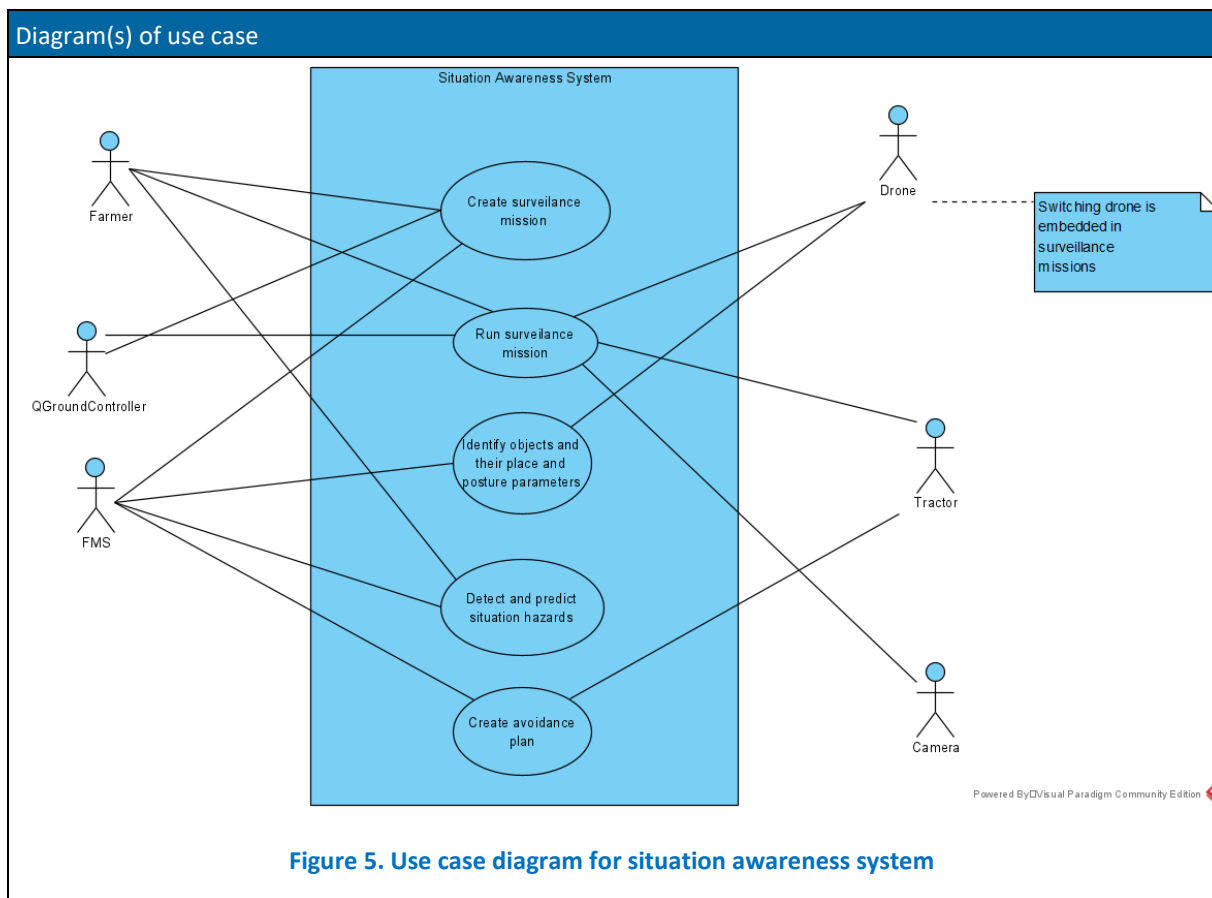 Diagram(s) of use case
Situation Awareness System
Farmer
Create surveilance
mission
Drone
Switching drone is
embedded in
surveillance
missions
QGroundController
Run surveilance
mission
FMS
Identify objects and
their place and
posture parameters
Tractor
Detect and predict
situation hazards
Create avoidance
plan
Camera
Powered By□Visual Paradigm Community Edition
Figure 5. Use case diagram for situation awareness system